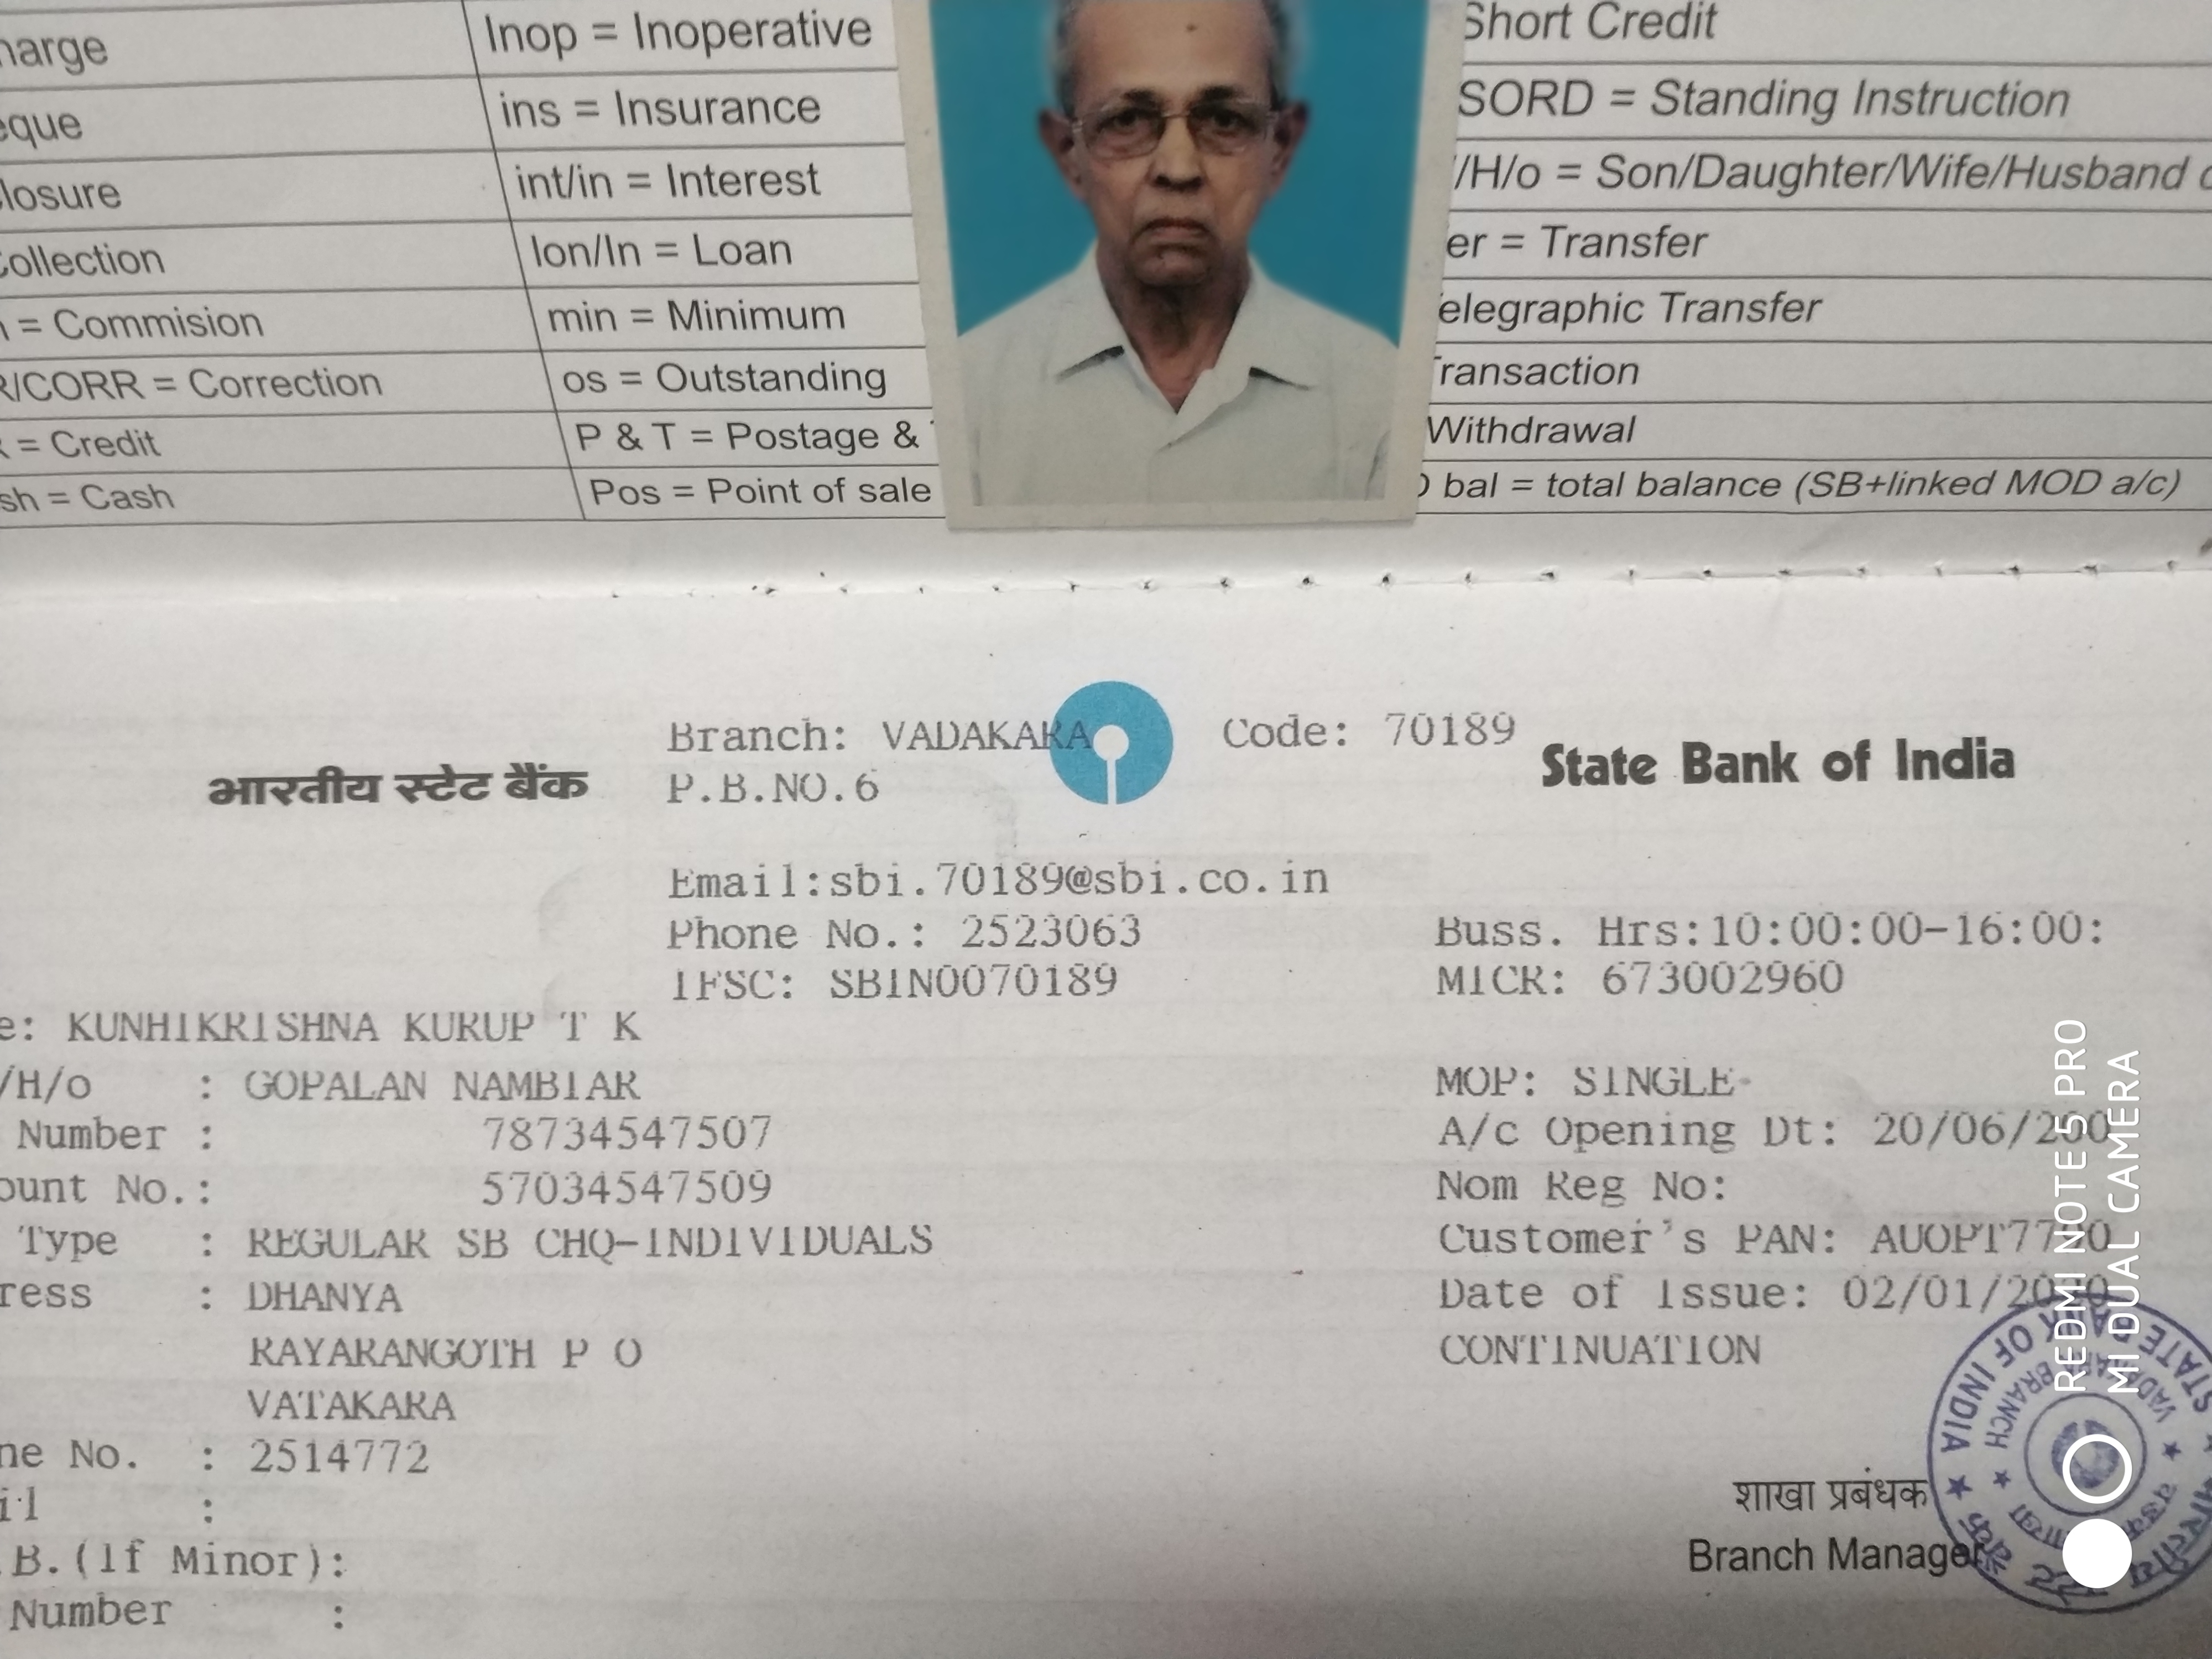 harge
Inop = Inoperative
Short Credit
eque
ins = Insurance
SORD = Standing Instruction
losure
int/in = Interest
/H/o = Son/Daughter/Wife/Husband
ollection
lon/ln = Loan
er = Transfer
n = Commision
min = Minimum
elegraphic Transfer
R/CORR = Correction
os = Outstanding
ransaction
R = Credit
P & T = Postage &
Withdrawal
sh = Cash
Pos = Point of sale
bal = total balance (SB+linked MOD a/c)
भारतीय स्टेट बैंक
State Bank of India
Branch: VADAKARA
Code: 70189
P.B.NO.6
Email:sbi.70189@sbi.co.in
Phone No.: 2523063
Buss. Hrs:10:00:00-16:00:
IFSC: SBIN0070189
MICR: 673002960
e: KUNHIKRISHNA KURUP T K
/H/o : GOPALAN NAMBIAR
MOP: SINGLE
Number : 78734547507
A/c Opening Dt: 20/06/200
ount No.: 57034547509
Nom Reg No:
Type : REGULAR SB CHQ-INDIVIDUALS
Customer's PAN: AUOPT7720
ress : DHANYA
Date of Issue: 02/01/20
RAYARANGOTH P O
CONTINUATION
VATAKARA
ne No. : 2514772
il :
B.(If Minor):
Number :
शाखा प्रबंधक
Branch Manager
STATE BANK OF INDIA
BRANCH
REDMI NOTE 5 PRO
MI DUAL CAMERA